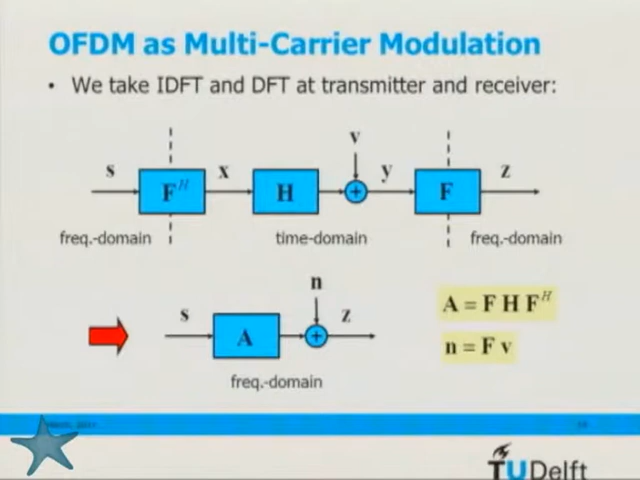 OFDM as Multi-Carrier Modulation
• We take IDFT and DFT at transmitter and receiver:
v
s x y z
F^H H + F
freq.-domain time-domain freq.-domain
n
s z
A +
freq.-domain
A = F H F^H
n = F v
TUDelft